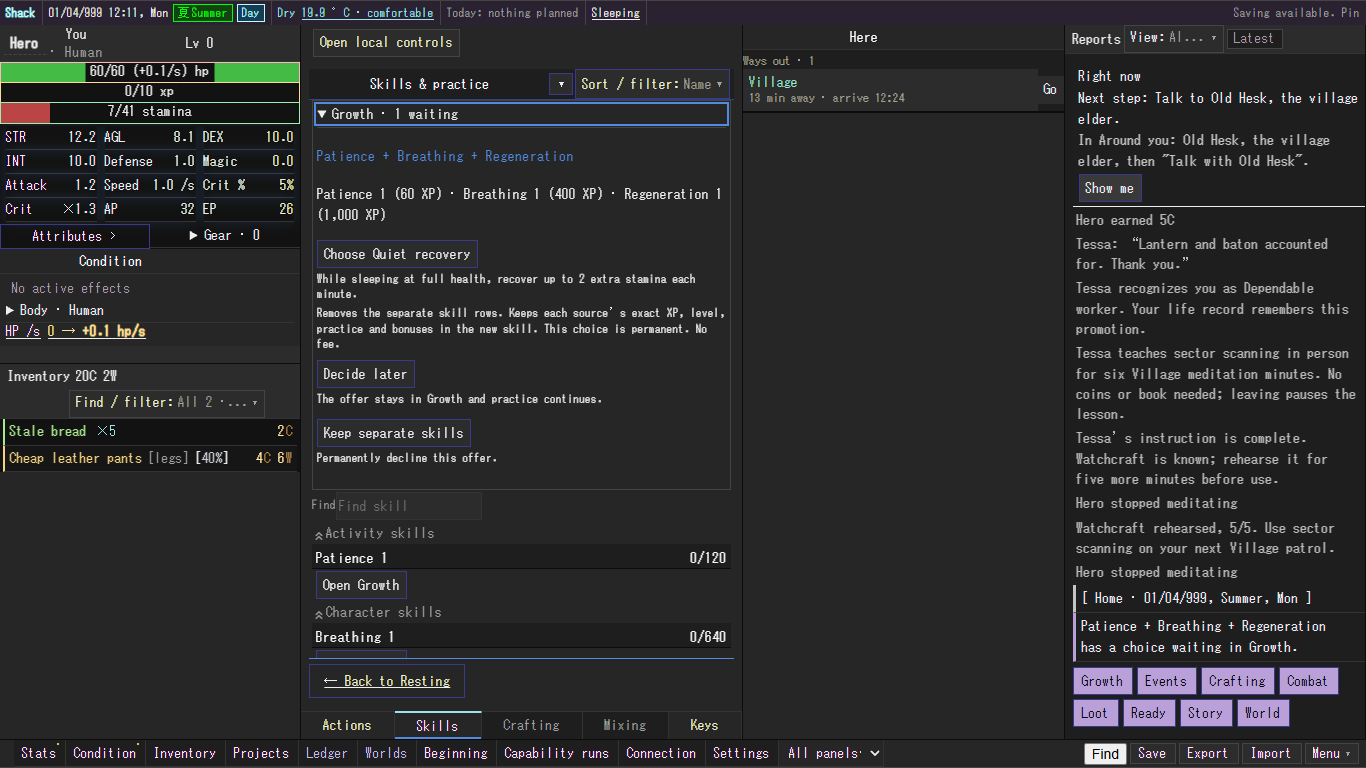 Shack 01/04/999 12:11, Mon 夏Summer Day Dry 19.9 °C · comfortable Today: nothing planned Sleeping Saving available. Pin
Hero · You Human Lv 0
60/60 (+0.1/s) hp
0/10 xp
7/41 stamina
STR 12.2 AGL 8.1 DEX 10.0
INT 10.0 Defense 1.0 Magic 0.0
Attack 1.2 Speed 1.0 /s Crit % 5%
Crit ×1.3 AP 32 EP 26
Attributes > ▶ Gear · 0
Condition
No active effects
▶ Body · Human
HP /s 0 → +0.1 hp/s
Inventory 20C 2W
Find / filter: All 2 ·... ▾
Stale bread ×5 2C
Cheap leather pants [legs] [40%] 4C 6W
Open local controls
Skills & practice ▾ Sort / filter: Name ▾
▼ Growth · 1 waiting
Patience + Breathing + Regeneration
Patience 1 (60 XP) · Breathing 1 (400 XP) · Regeneration 1
(1,000 XP)
Choose Quiet recovery
While sleeping at full health, recover up to 2 extra stamina each
minute.
Removes the separate skill rows. Keeps each source's exact XP, level,
practice and bonuses in the new skill. This choice is permanent. No
fee.
Decide later
The offer stays in Growth and practice continues.
Keep separate skills
Permanently decline this offer.
Find Find skill
Activity skills
Patience 1 0/120
Open Growth
Character skills
Breathing 1 0/640
← Back to Resting
Actions Skills Crafting Mixing Keys
Here
Ways out · 1
Village
13 min away · arrive 12:24
Go
Reports View: Al... ▾ Latest
Right now
Next step: Talk to Old Hesk, the village
elder.
In Around you: Old Hesk, the village
elder, then "Talk with Old Hesk".
Show me
Hero earned 5C
Tessa: “Lantern and baton accounted
for. Thank you.”
Tessa recognizes you as Dependable
worker. Your life record remembers this
promotion.
Tessa teaches sector scanning in person
for six Village meditation minutes. No
coins or book needed; leaving pauses the
lesson.
Tessa's instruction is complete.
Watchcraft is known; rehearse it for
five more minutes before use.
Hero stopped meditating
Watchcraft rehearsed, 5/5. Use sector
scanning on your next Village patrol.
Hero stopped meditating
[ Home · 01/04/999, Summer, Mon ]
Patience + Breathing + Regeneration
has a choice waiting in Growth.
Growth Events Crafting Combat
Loot Ready Story World
Stats Condition Inventory Projects Ledger Worlds Beginning Capability runs Connection Settings All panels· Find Save Export Import Menu ▾